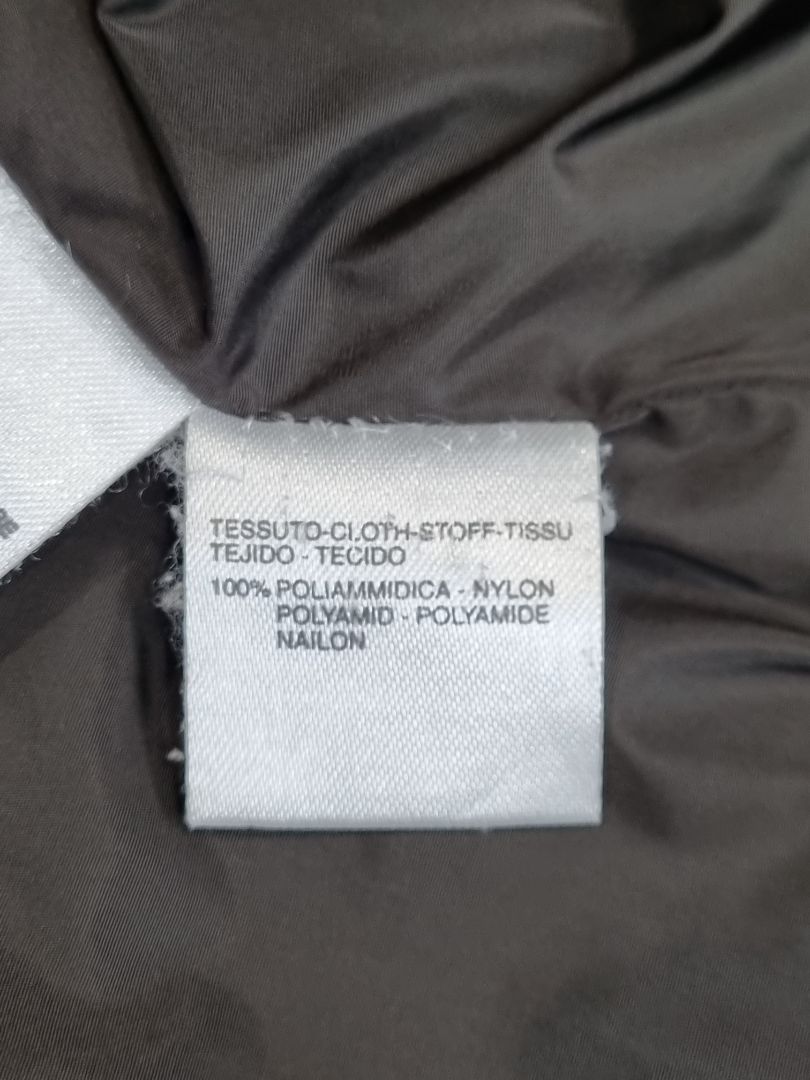 TESSUTO-CLOTH-STOFF-TISSU
TEJIDO - TECIDO
100% POLIAMMIDICA - NYLON
POLYAMID - POLYAMIDE
NAILON